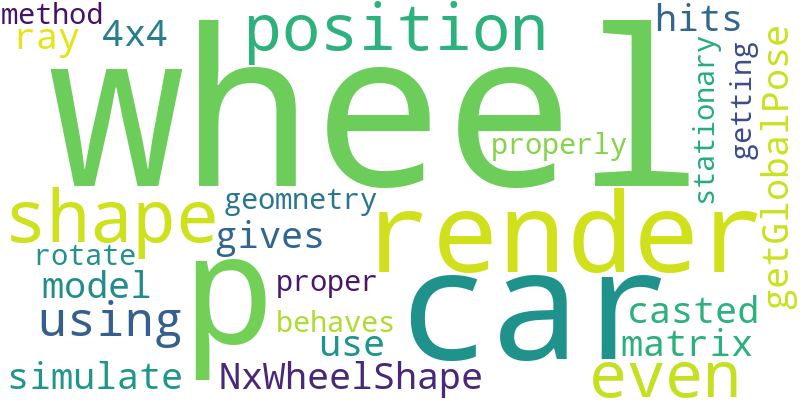 method
ray
4x4
position
hits
wheel
properly
stationary
getting
getGlobalPose
shape
geomnetry
gives
render
rotate
model
p
proper
car
using
behaves
use
casted
matrix
simulate
NxWheelShape
even